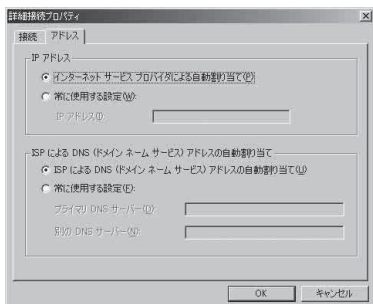 詳細接続プロパティ
接続 アドレス
IP アドレス
インターネット サービス プロバイダによる自動割り当て(P)
常に使用する設定(W):
IP アドレス(I):
ISP による DNS (ドメイン ネーム サービス) アドレスの自動割り当て
ISP による DNS (ドメイン ネーム サービス) アドレスの自動割り当て(U)
常に使用する設定(E):
プライマリ DNS サーバー(D):
別の DNS サーバー(N):
OK キャンセル